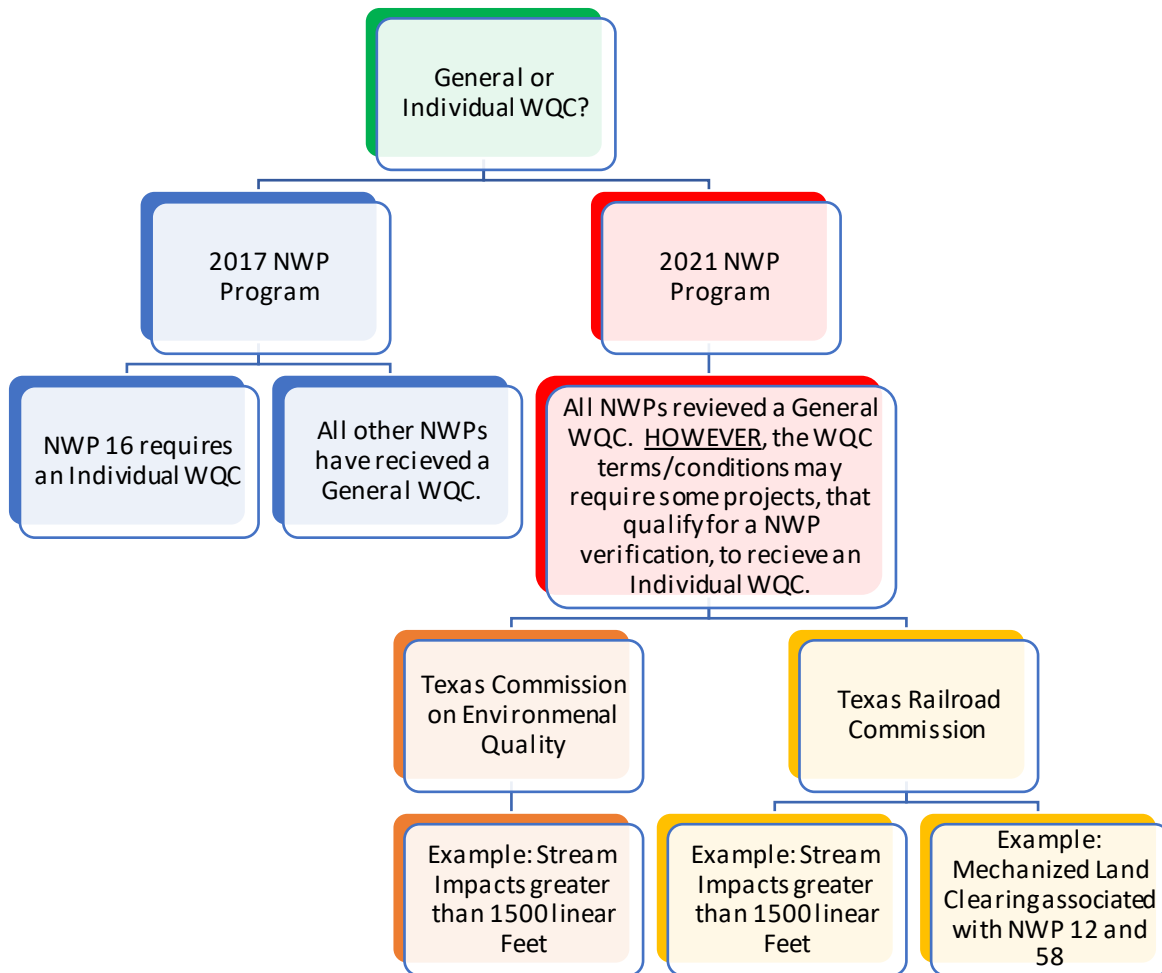 General or
Individual WQC?
2017 NWP
Program
2021 NWP
Program
NWP 16 requires
an Individual WQC
All other NWPs
have recieved a
General WQC.
All NWPs revieved a General
WQC. HOWEVER, the WQC
terms/conditions may
require some projects, that
qualify for a NWP
verification, to recieve an
Individual WQC.
Texas Commission
on Environmenal
Quality
Texas Railroad
Commission
Example: Stream
Impacts greater
than 1500 linear
Feet
Example: Stream
Impacts greater
than 1500 linear
Feet
Example:
Mechanized Land
Clearing associated
with NWP 12 and
58